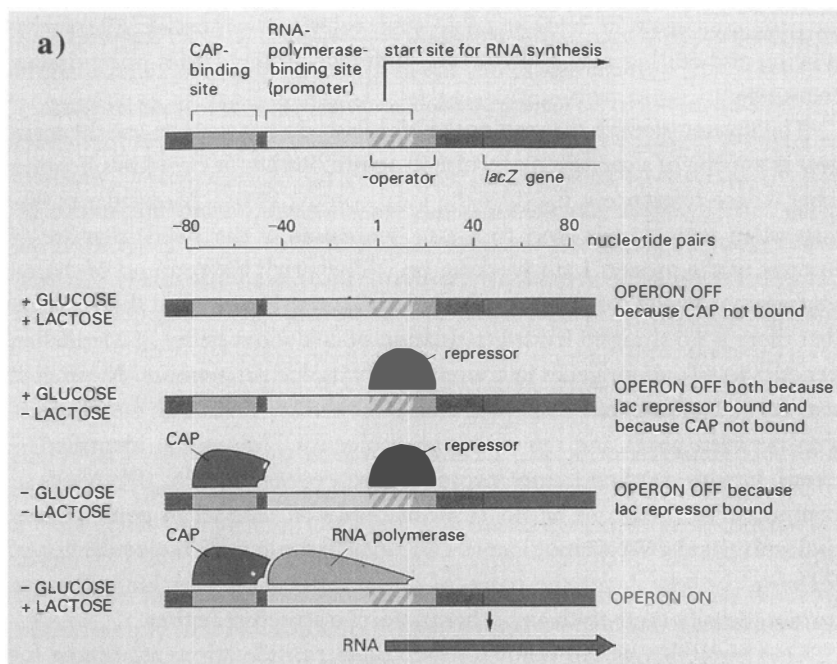 a)
CAP-
binding
site
RNA-
polymerase-
binding site
(promoter)
start site for RNA synthesis
operator
lacZ gene
–80 –40 1 40 80
nucleotide pairs
+ GLUCOSE
+ LACTOSE
OPERON OFF
because CAP not bound
repressor
+ GLUCOSE
– LACTOSE
OPERON OFF both because
lac repressor bound and
because CAP not bound
CAP
repressor
– GLUCOSE
– LACTOSE
OPERON OFF because
lac repressor bound
CAP
RNA polymerase
– GLUCOSE
+ LACTOSE
OPERON ON
RNA